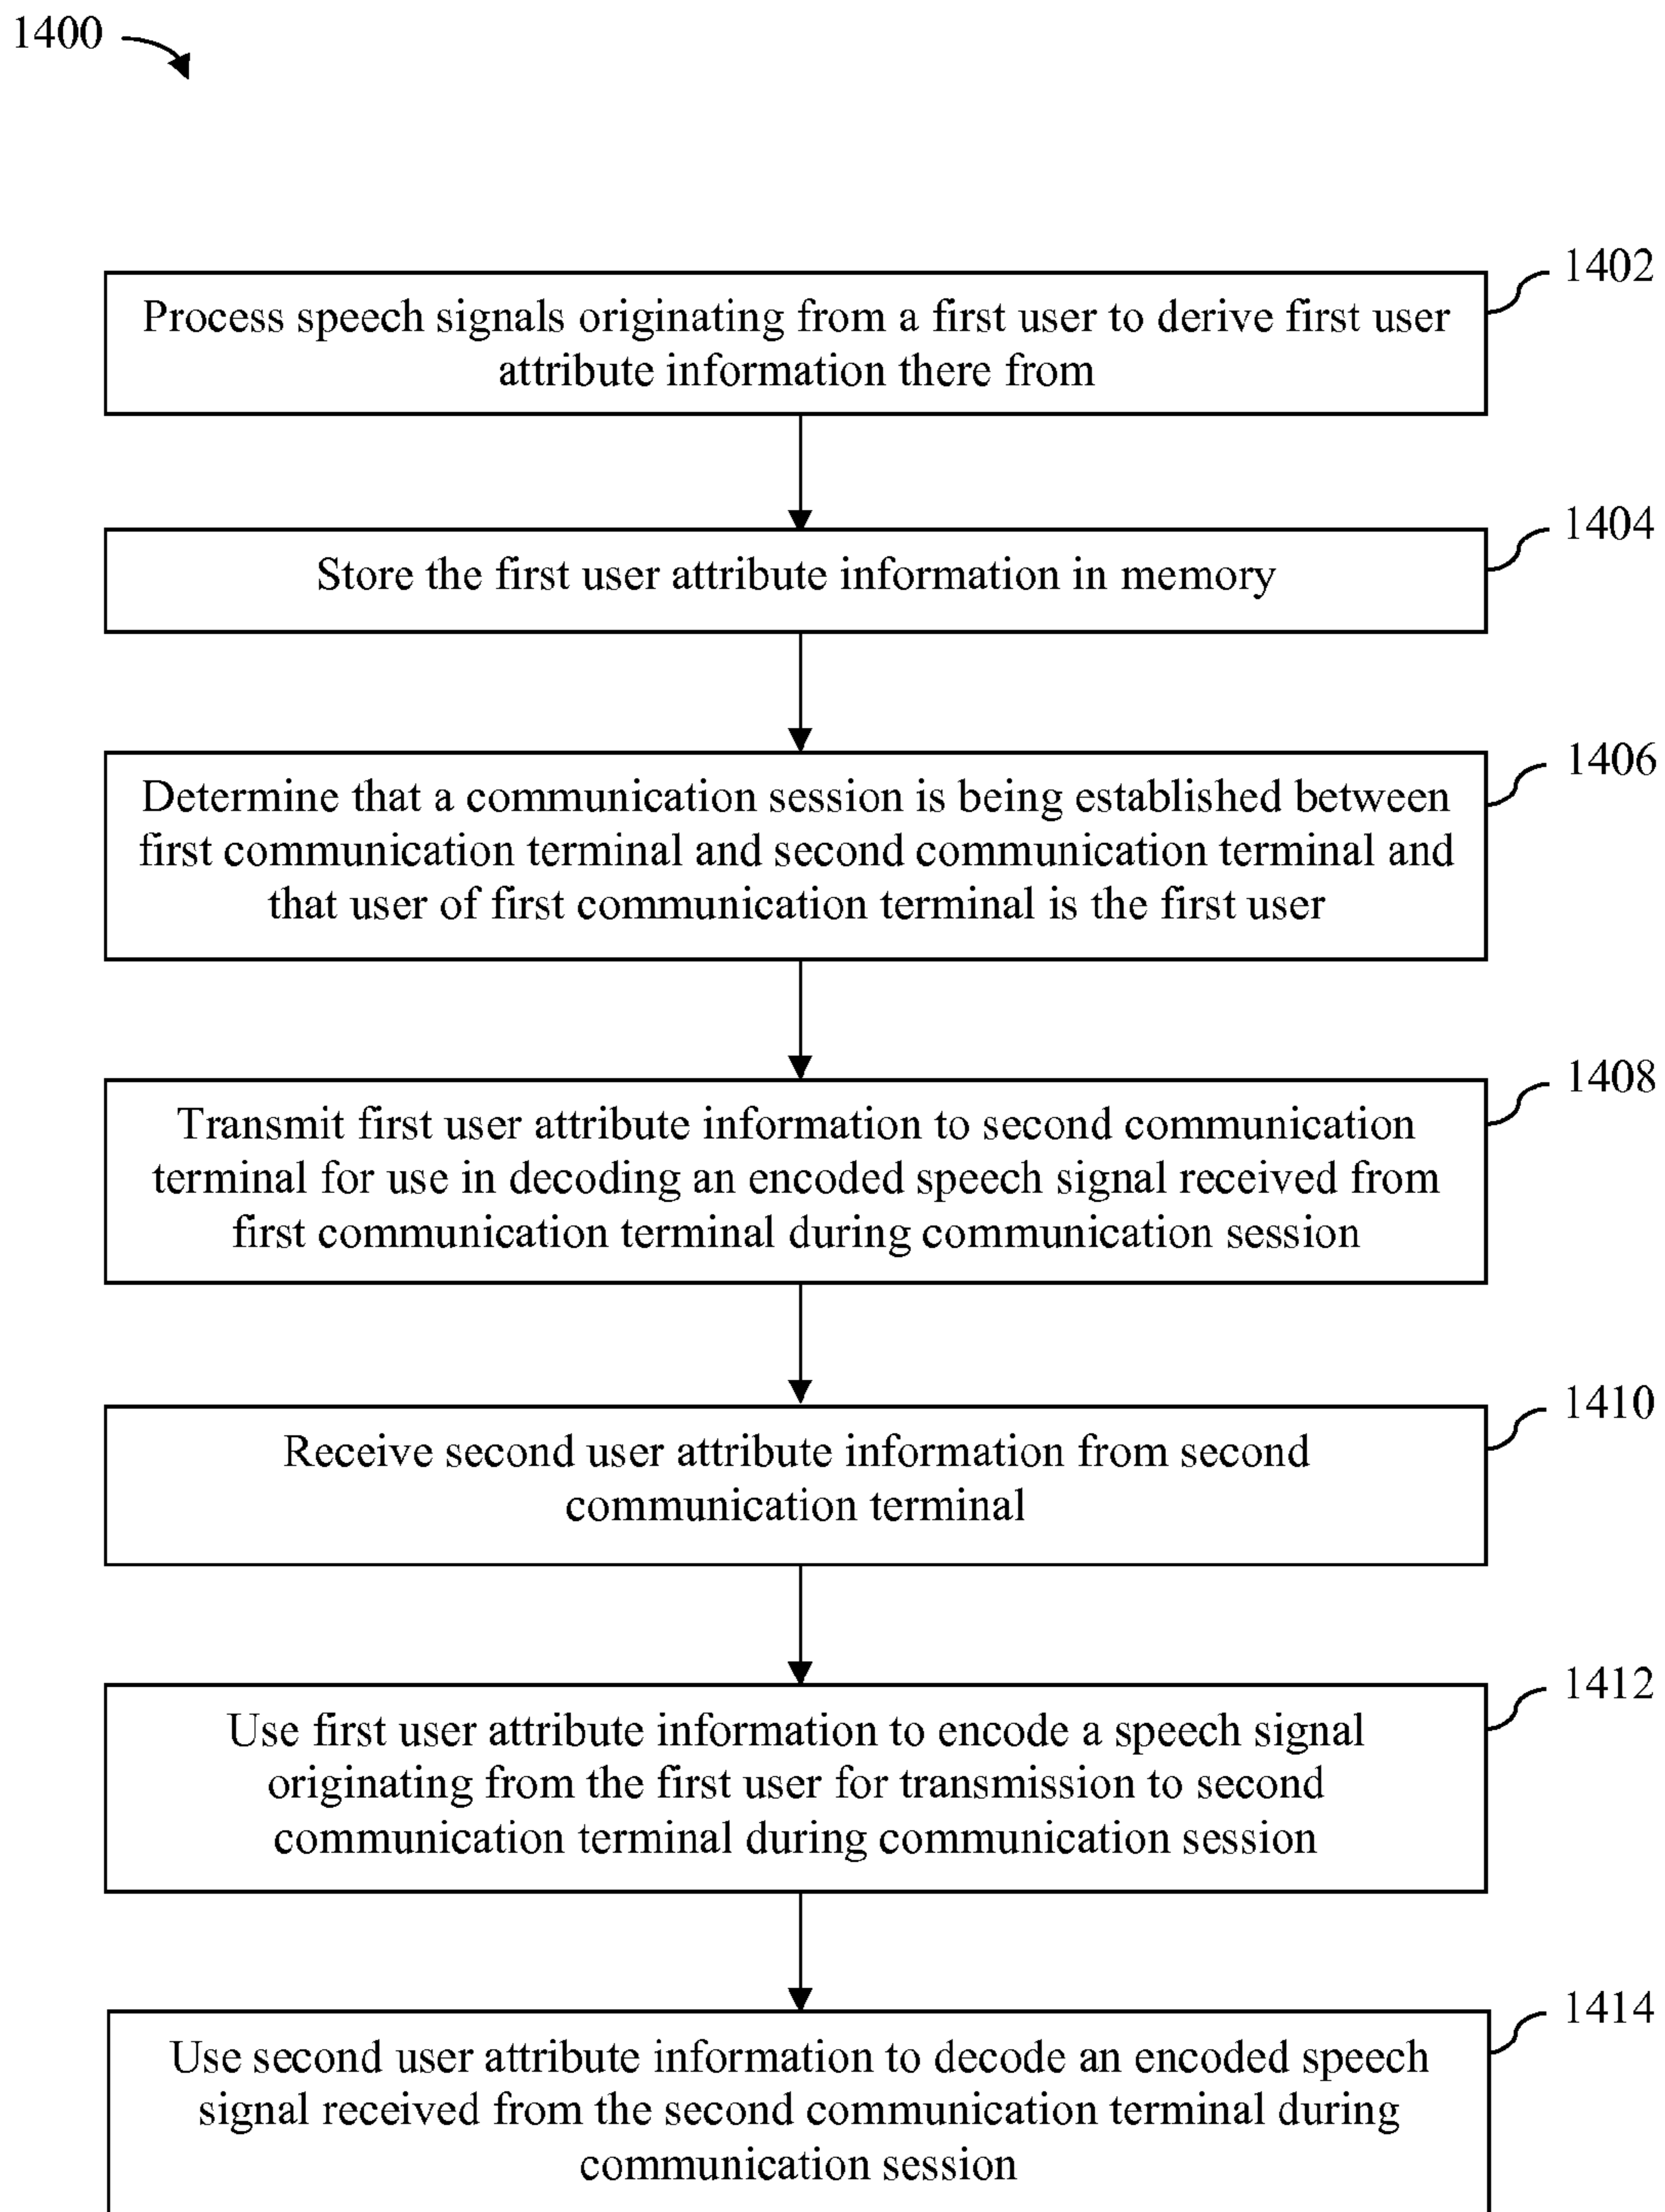 1400
1402
Process speech signals originating from a first user to derive first user
attribute information there from
1404
Store the first user attribute information in memory
1406
Determine that a communication session is being established between
first communication terminal and second communication terminal and
that user of first communication terminal is the first user
1408
Transmit first user attribute information to second communication
terminal for use in decoding an encoded speech signal received from
first communication terminal during communication session
1410
Receive second user attribute information from second
communication terminal
1412
Use first user attribute information to encode a speech signal
originating from the first user for transmission to second
communication terminal during communication session
1414
Use second user attribute information to decode an encoded speech
signal received from the second communication terminal during
communication session